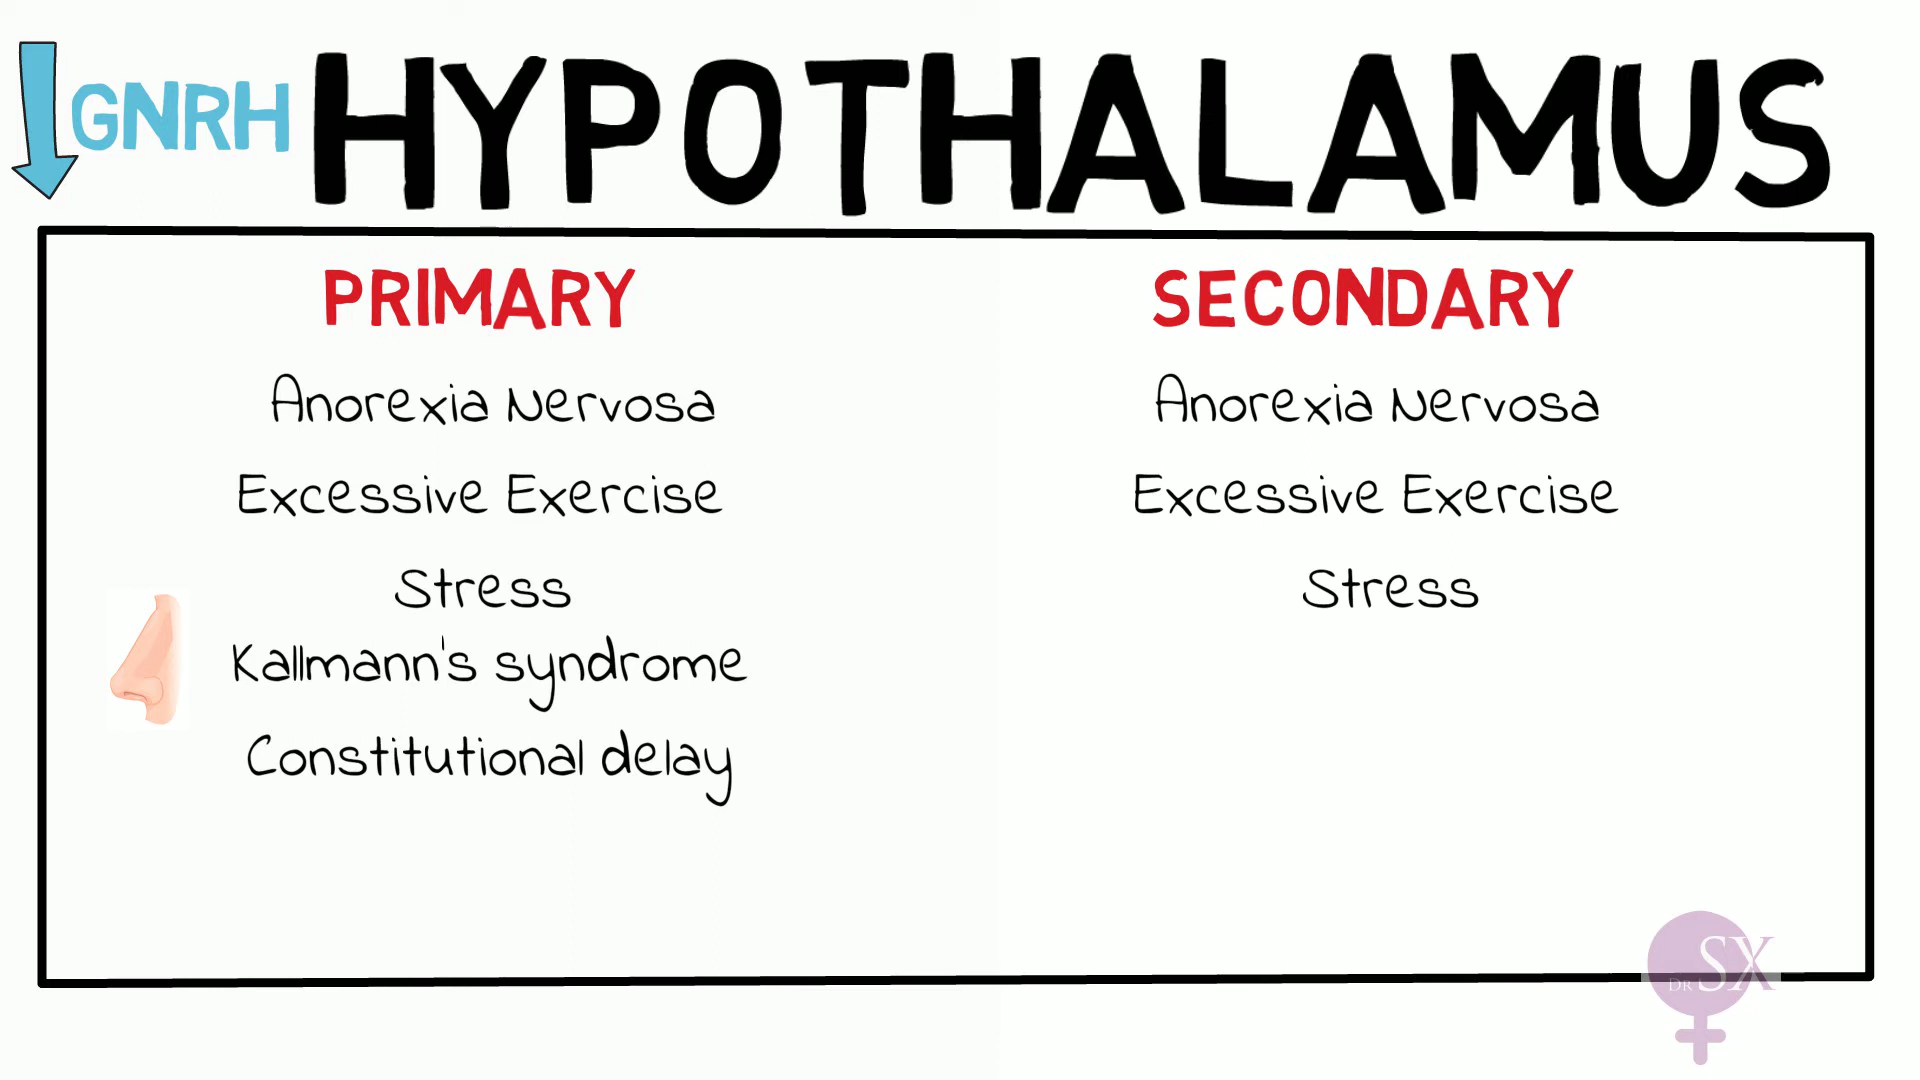 GNRH HYPOTHALAMUS
PRIMARY
Anorexia Nervosa
Excessive Exercise
Stress
Kallmann's syndrome
Constitutional delay
SECONDARY
Anorexia Nervosa
Excessive Exercise
Stress
DR SX